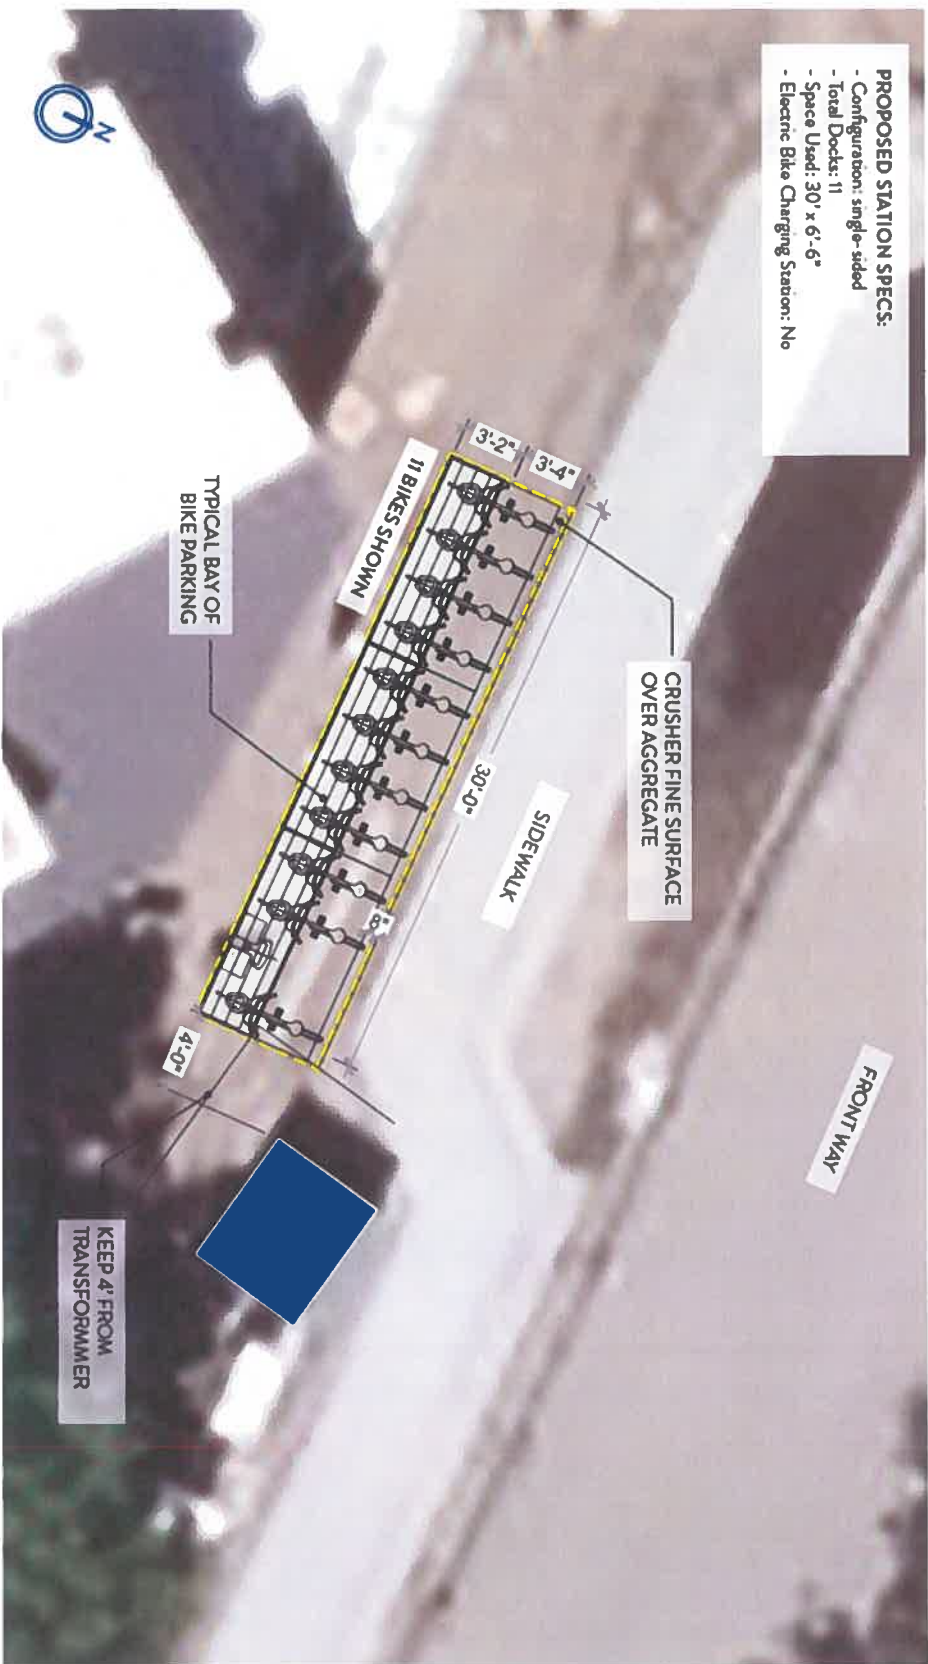 PROPOSED STATION SPECS:
- Configuration: single-sided
- Total Docks: 11
- Space Used: 30' x 6'-6"
- Electric Bike Charging Station: No
CRUSHER FINE SURFACE
OVER AGGREGATE
FRONT WAY
SIDEWALK
3'-4"
3'-2"
30'-0"
8"
11 BIKES SHOWN
TYPICAL BAY OF
BIKE PARKING
4'-0"
KEEP 4' FROM
TRANSFORMMER
N